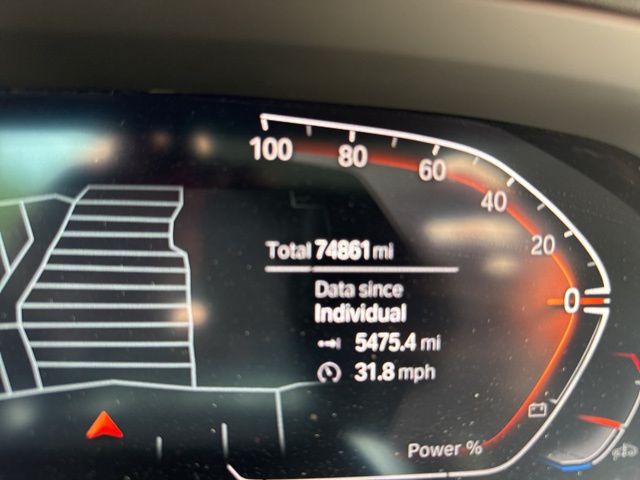 100
80
60
40
20
0
Total 74861 mi
Data since
Individual
5475.4 mi
31.8 mph
Power %